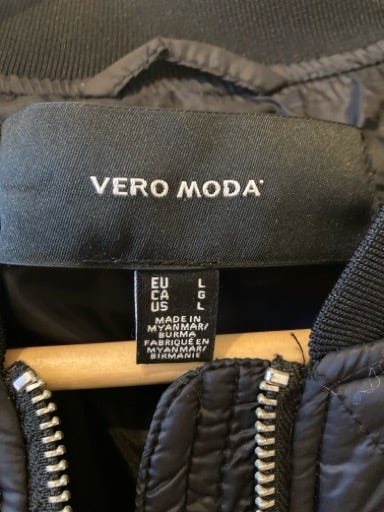 VERO MODA
EU L
CA G
US L
MADE IN
MYANMAR/
BURMA
FABRIQUÉ EN
MYANMAR/
BIRMANIE